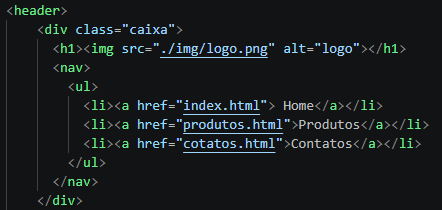 <header>
<div class="caixa">
<h1><img src="./img/logo.png" alt="logo"></h1>
<nav>
<ul>
<li><a href="index.html"> Home</a></li>
<li><a href="produtos.html">Produtos</a></li>
<li><a href="cotatos.html">Contatos</a></li>
</ul>
</nav>
</div>